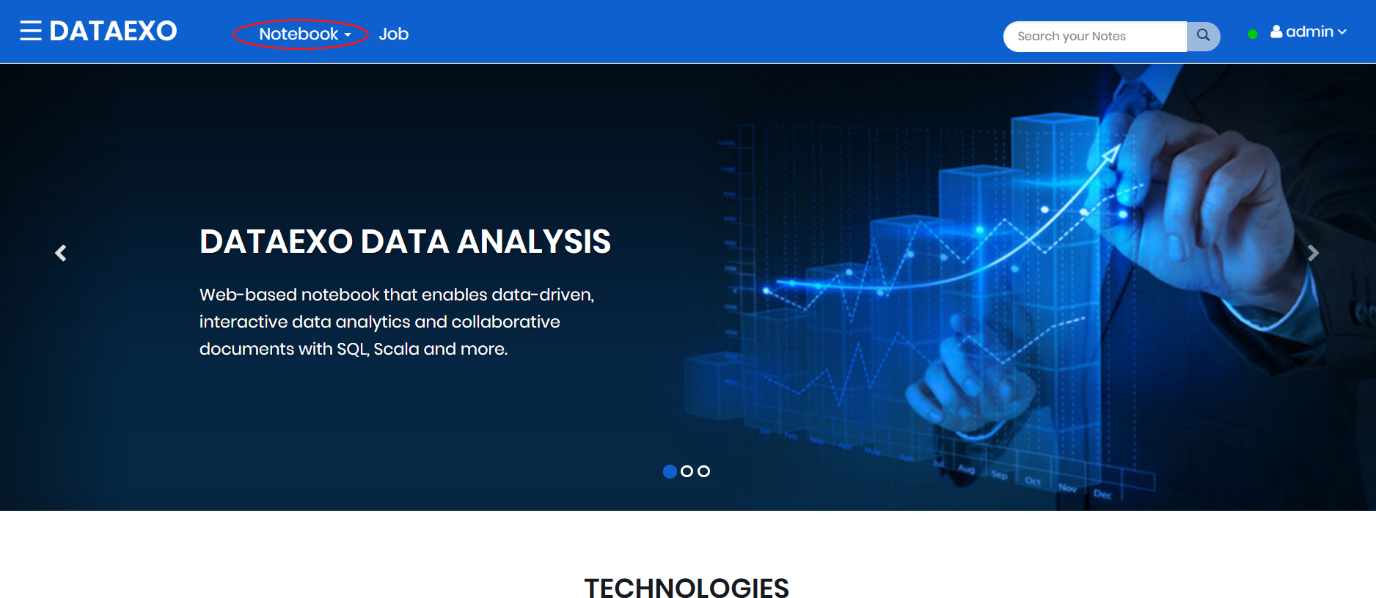 DATAEXO
Notebook
Job
Search your Notes
admin
DATAEXO DATA ANALYSIS
Web-based notebook that enables data-driven,
interactive data analytics and collaborative
documents with SQL, Scala and more.
Jul Aug Sep Oct Nov Dec
TECHNOLOGIES